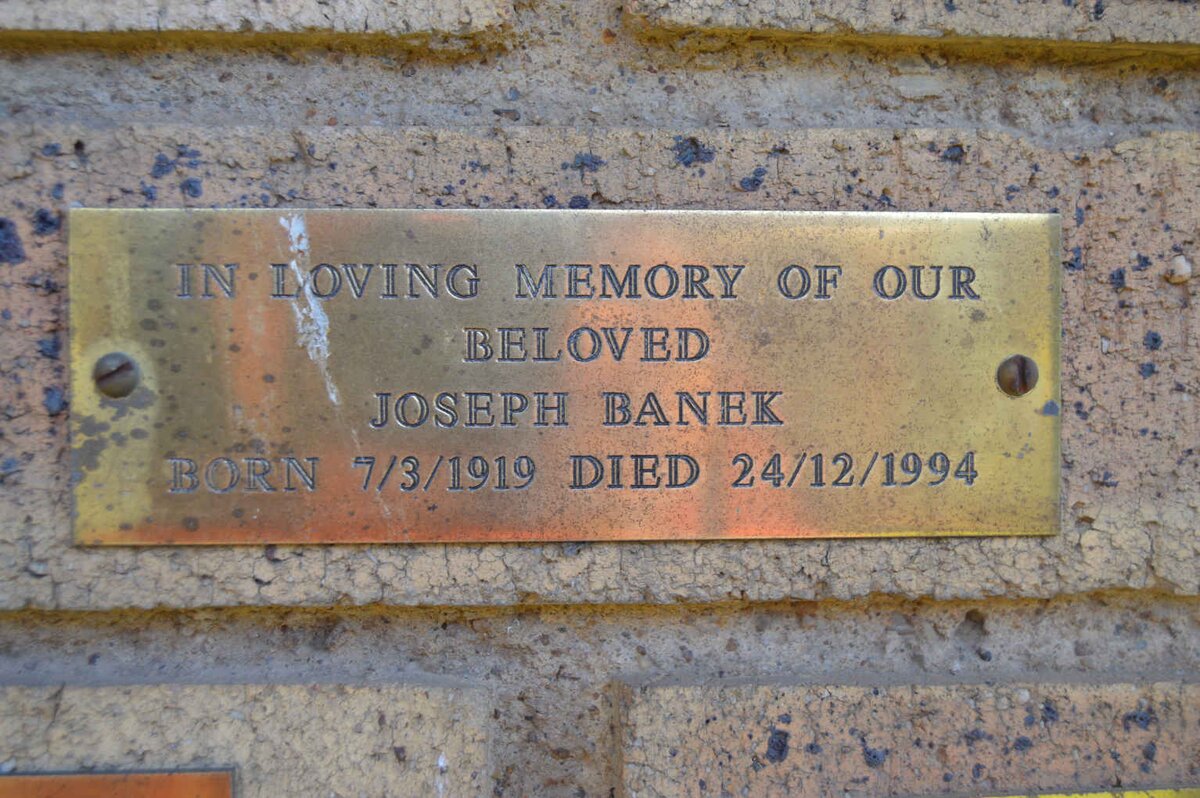 IN LOVING MEMORY OF OUR
BELOVED
JOSEPH BANEK
BORN 7/3/1919 DIED 24/12/1994